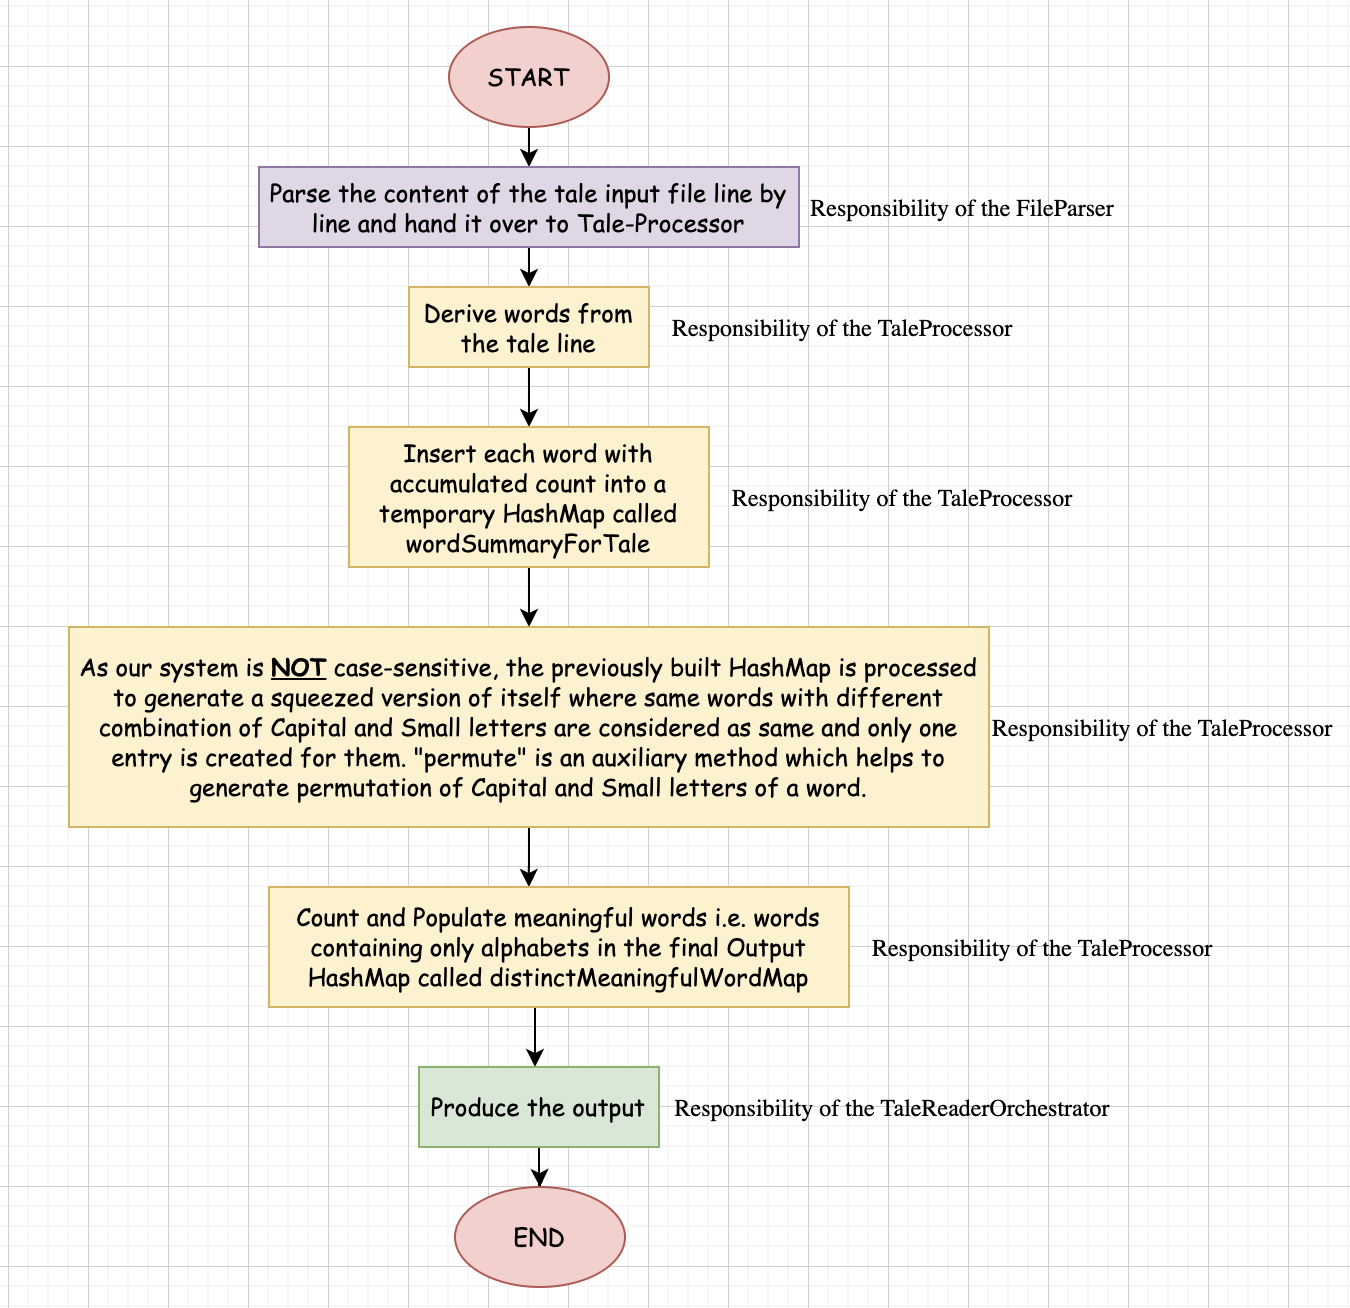 START
Parse the content of the tale input file line by
line and hand it over to Tale-Processor
Responsibility of the FileParser
Derive words from
the tale line
Responsibility of the TaleProcessor
Insert each word with
accumulated count into a
temporary HashMap called
wordSummaryForTale
Responsibility of the TaleProcessor
As our system is NOT case-sensitive, the previously built HashMap is processed
to generate a squeezed version of itself where same words with different
combination of Capital and Small letters are considered as same and only one
entry is created for them. "permute" is an auxiliary method which helps to
generate permutation of Capital and Small letters of a word.
Responsibility of the TaleProcessor
Count and Populate meaningful words i.e. words
containing only alphabets in the final Output
HashMap called distinctMeaningfulWordMap
Responsibility of the TaleProcessor
Produce the output
Responsibility of the TaleReaderOrchestrator
END